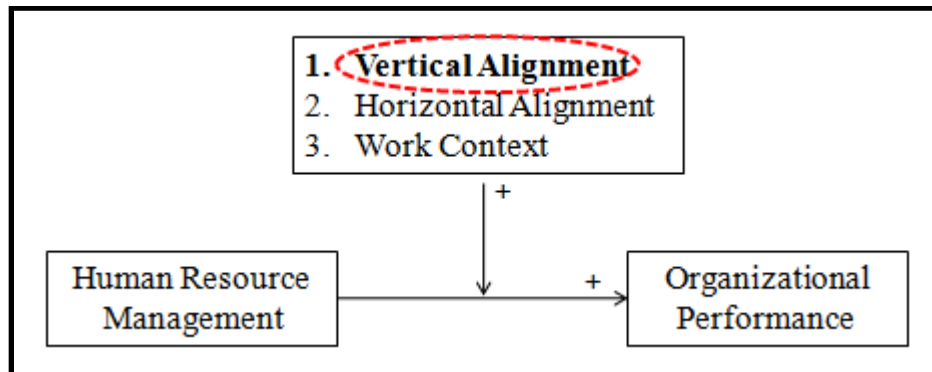 1. Vertical Alignment
2. Horizontal Alignment
3. Work Context
+
Human Resource
Management
+
Organizational
Performance